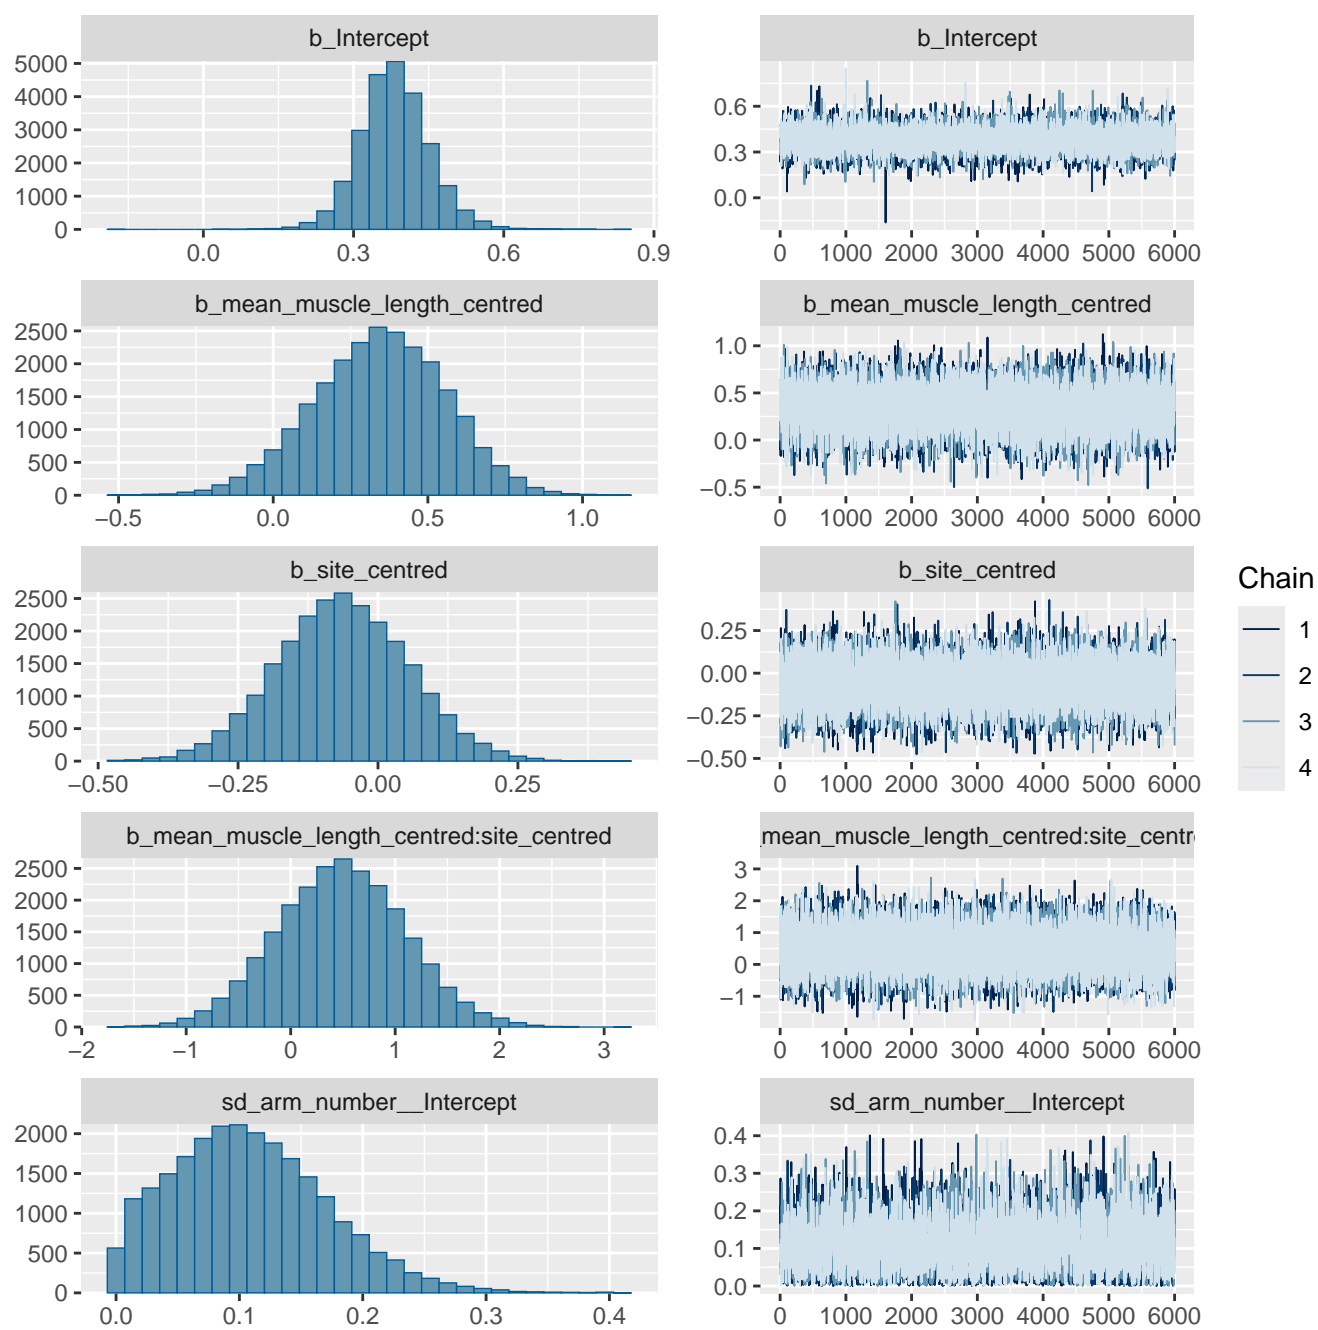 b_Intercept
5000
4000
3000
2000
1000
0
0.0 0.3 0.6 0.9
b_Intercept
0.6
0.3
0.0
0 1000 2000 3000 4000 5000 6000
b_mean_muscle_length_centred
2500
2000
1500
1000
500
0
−0.5 0.0 0.5 1.0
b_mean_muscle_length_centred
1.0
0.5
0.0
−0.5
0 1000 2000 3000 4000 5000 6000
b_site_centred
2500
2000
1500
1000
500
0
−0.50 −0.25 0.00 0.25
b_site_centred
0.25
0.00
−0.25
−0.50
0 1000 2000 3000 4000 5000 6000
b_mean_muscle_length_centred:site_centred
2500
2000
1500
1000
500
0
−2 −1 0 1 2 3
_mean_muscle_length_centred:site_centr
3
2
1
0
−1
0 1000 2000 3000 4000 5000 6000
sd_arm_number__Intercept
2000
1500
1000
500
0
0.0 0.1 0.2 0.3 0.4
sd_arm_number__Intercept
0.4
0.3
0.2
0.1
0.0
0 1000 2000 3000 4000 5000 6000
Chain
1
2
3
4